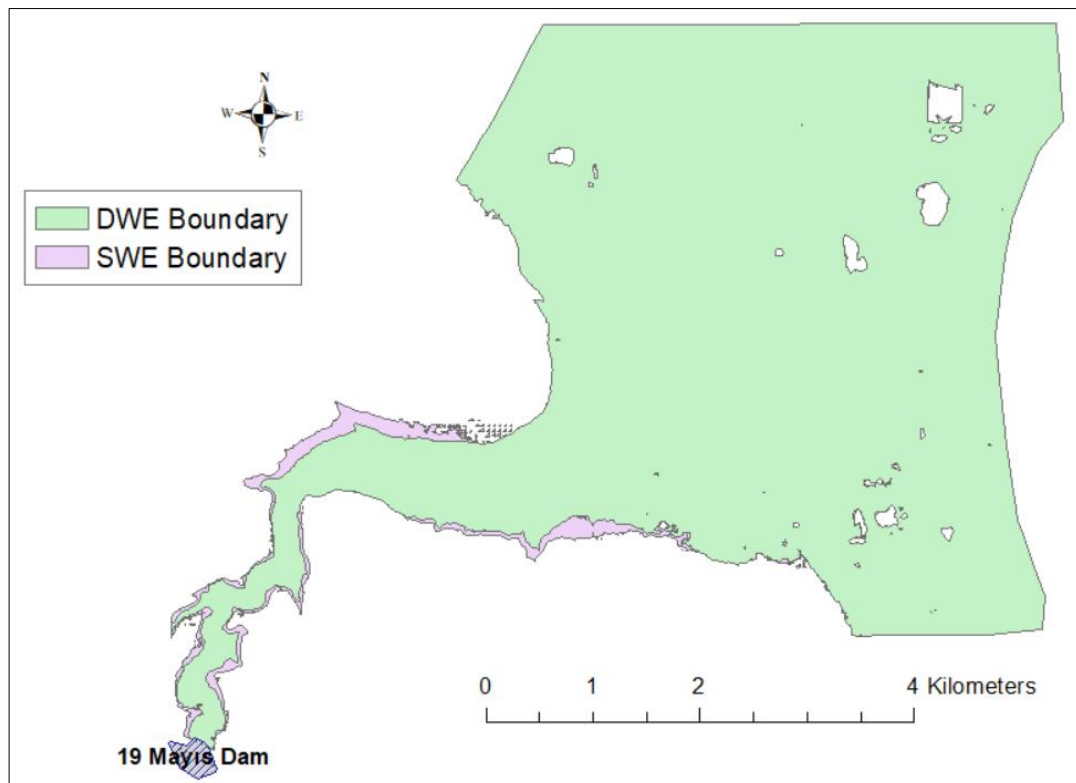 N
W E
S
DWE Boundary
SWE Boundary
0 1 2 4 Kilometers
19 Mayıs Dam